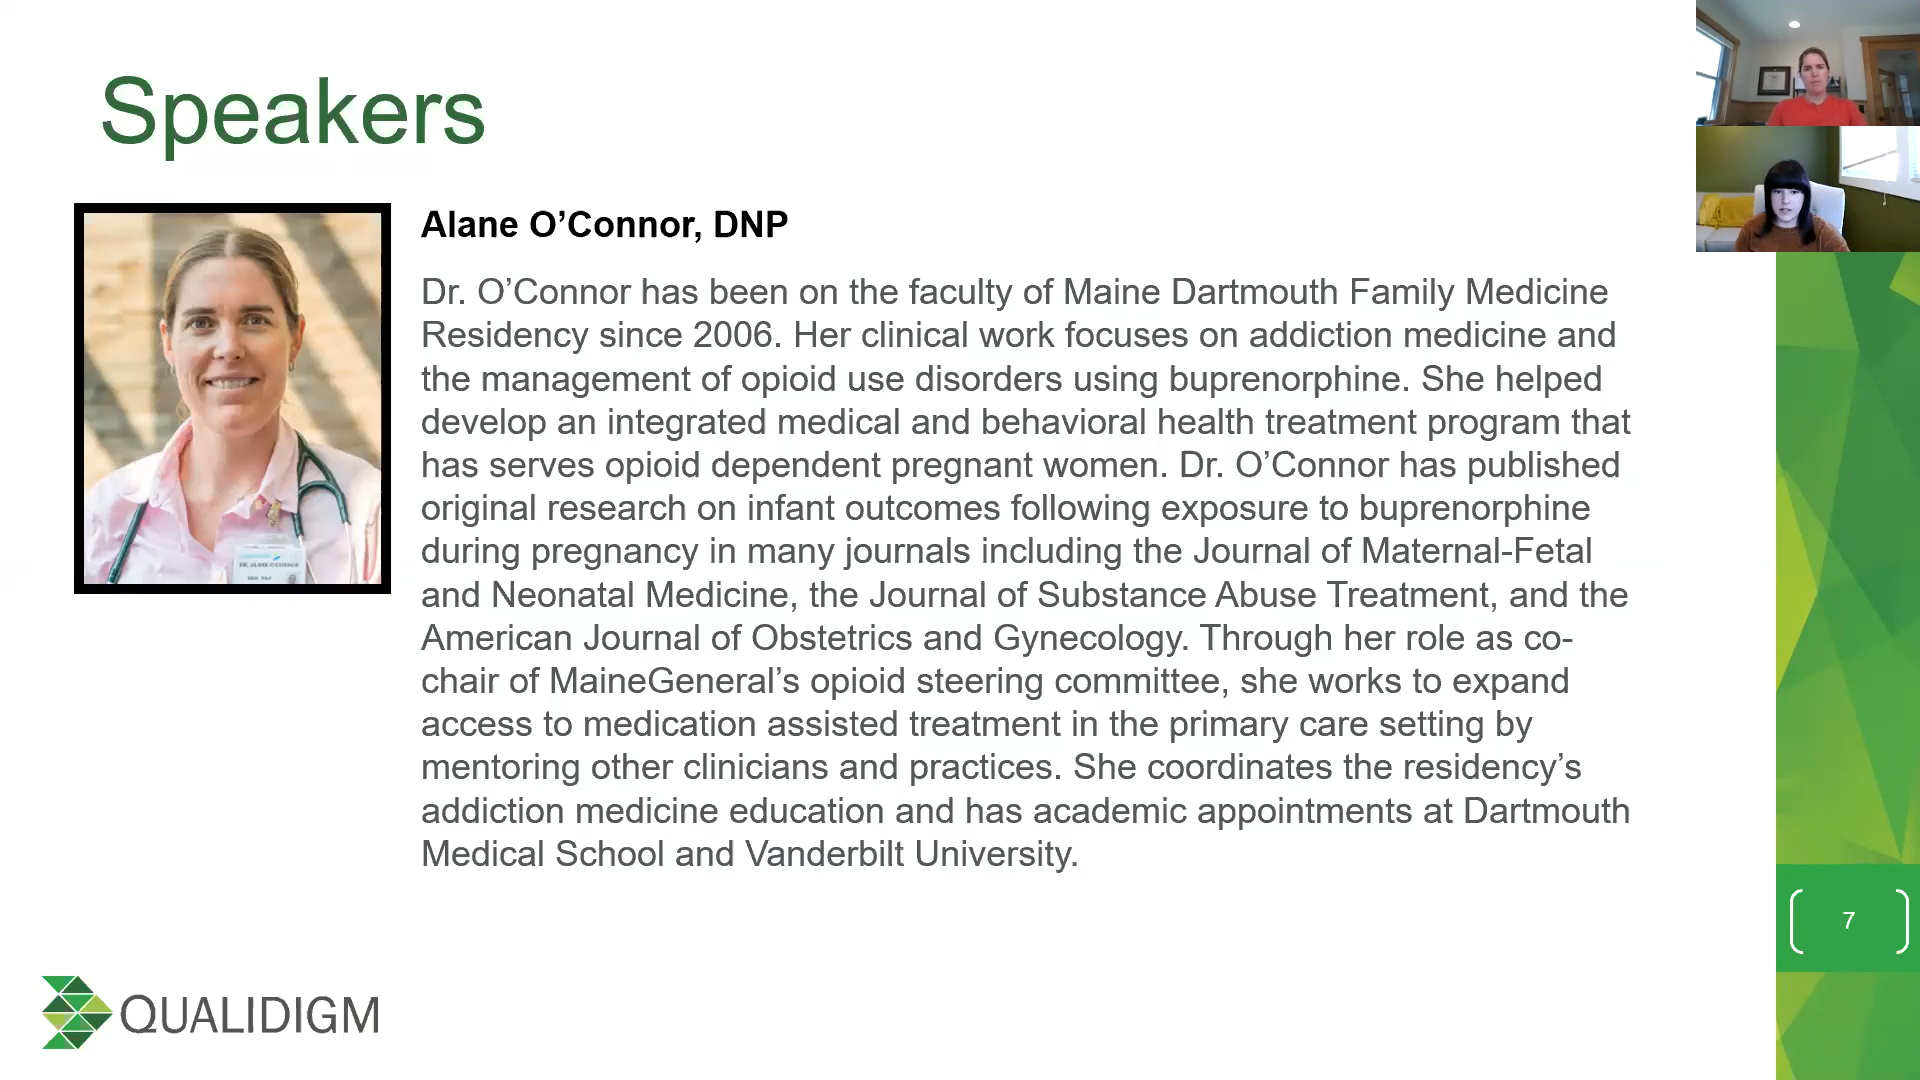 Speakers
Alane O’Connor, DNP
Dr. O’Connor has been on the faculty of Maine Dartmouth Family Medicine
Residency since 2006. Her clinical work focuses on addiction medicine and
the management of opioid use disorders using buprenorphine. She helped
develop an integrated medical and behavioral health treatment program that
has serves opioid dependent pregnant women. Dr. O’Connor has published
original research on infant outcomes following exposure to buprenorphine
during pregnancy in many journals including the Journal of Maternal-Fetal
and Neonatal Medicine, the Journal of Substance Abuse Treatment, and the
American Journal of Obstetrics and Gynecology. Through her role as co-
chair of MaineGeneral’s opioid steering committee, she works to expand
access to medication assisted treatment in the primary care setting by
mentoring other clinicians and practices. She coordinates the residency’s
addiction medicine education and has academic appointments at Dartmouth
Medical School and Vanderbilt University.
DR. ALANE O'CONNOR
7
QUALIDIGM